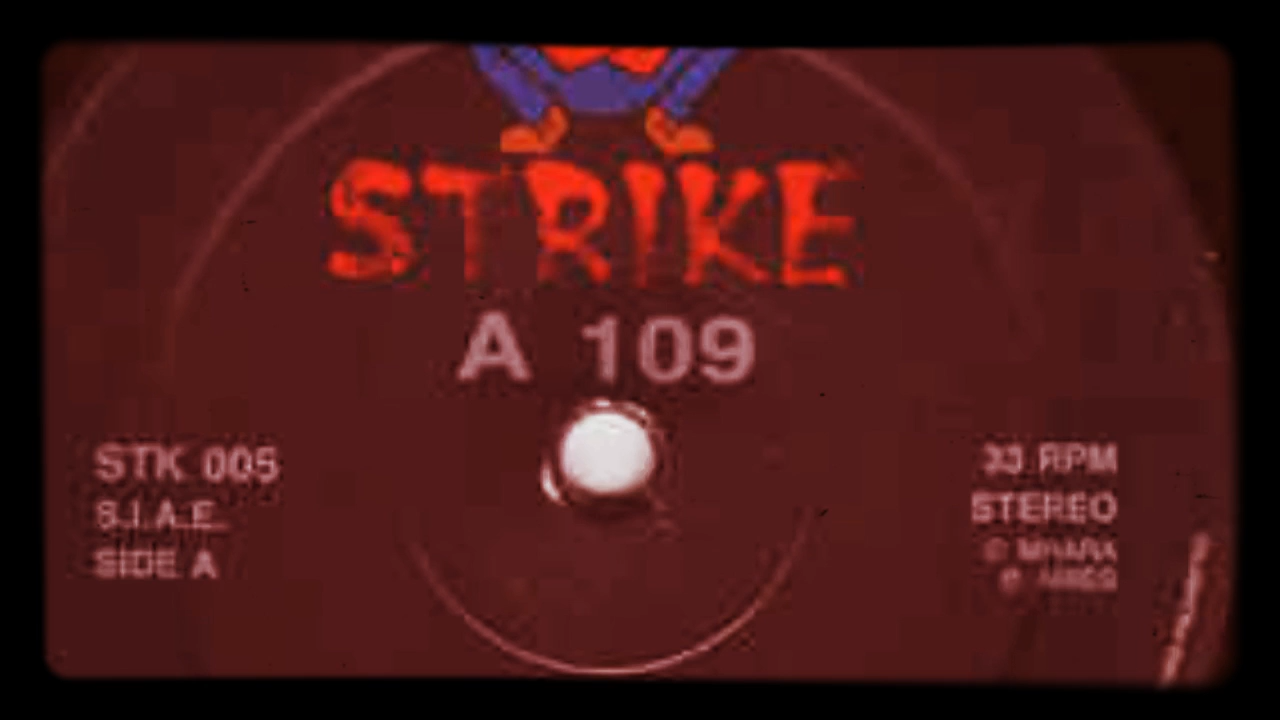 STRIKE
A 109
STK 005
S.I.A.E.
SIDE A
33 RPM
STEREO